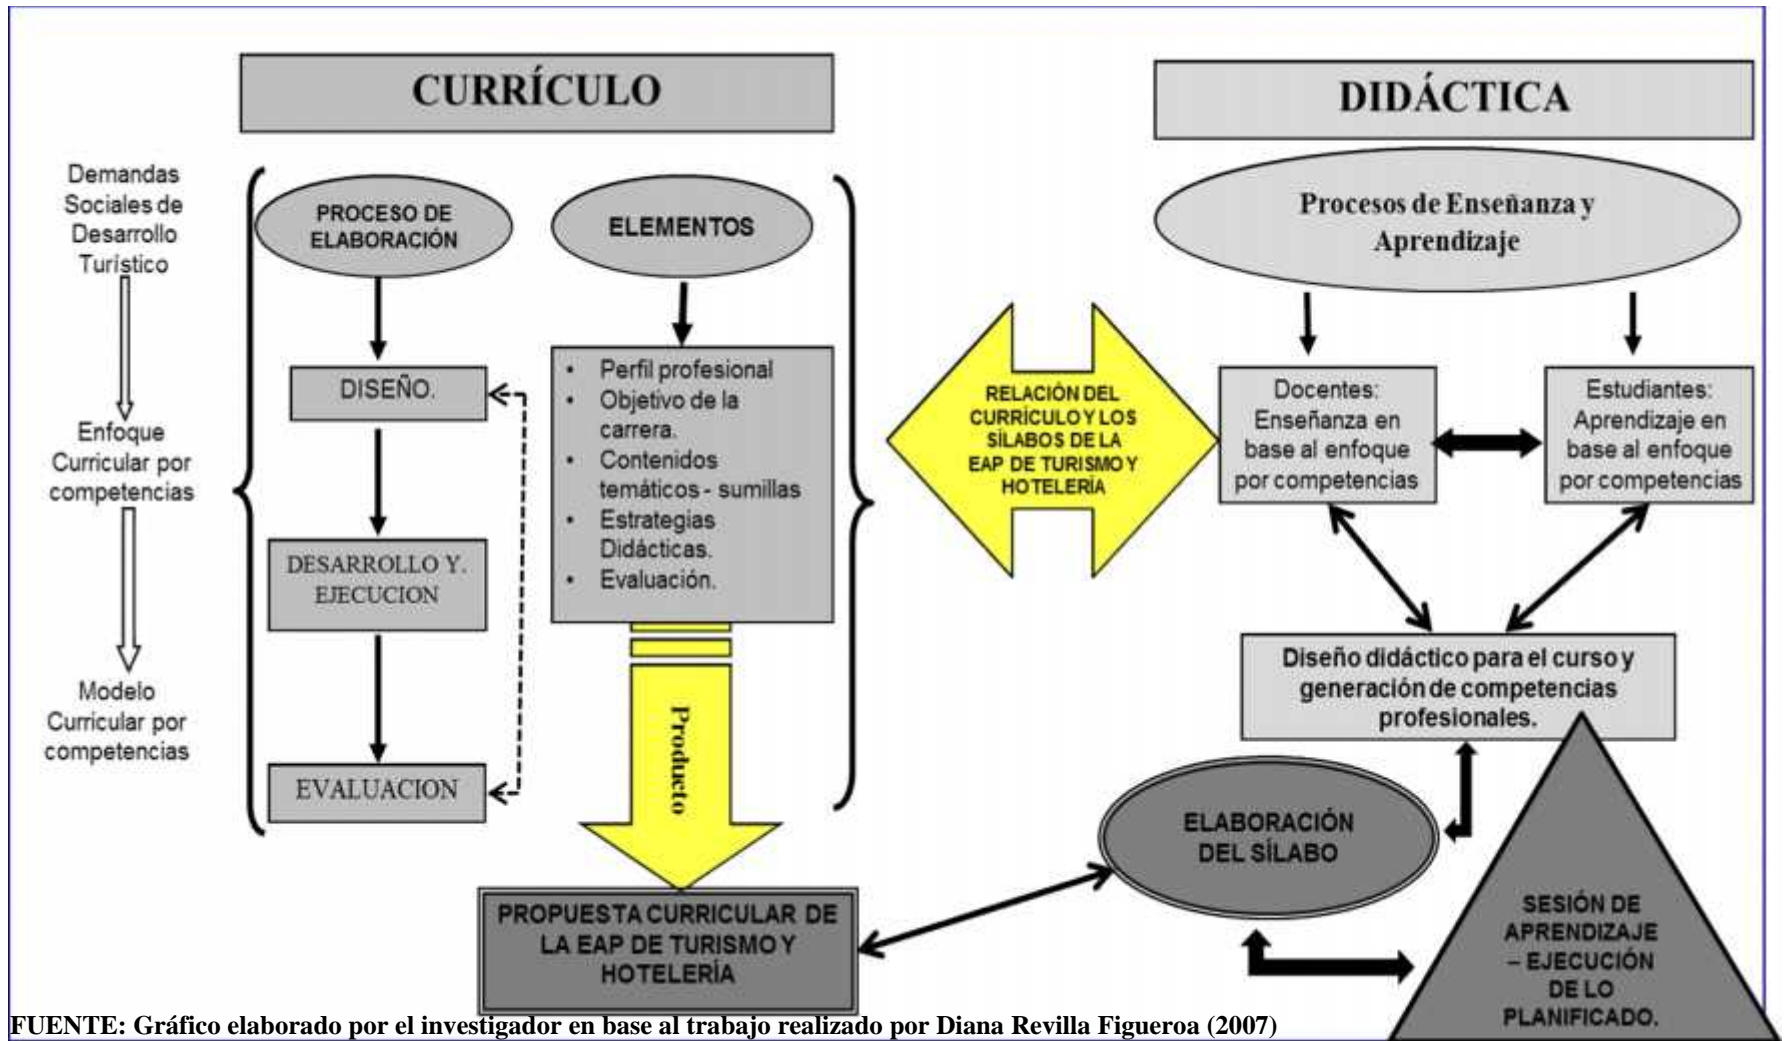 CURRÍCULO
Demandas
Sociales de
Desarrollo
Turístico
Enfoque
Curricular por
competencias
Modelo
Curricular por
competencias
PROCESO DE
ELABORACIÓN
DISEÑO.
DESARROLLO Y.
EJECUCION
EVALUACION
ELEMENTOS
• Perfil profesional
• Objetivo de la
carrera.
• Contenidos
temáticos - sumillas
• Estrategias
Didácticas.
• Evaluación.
Producto
PROPUESTA CURRICULAR DE
LA EAP DE TURISMO Y
HOTELERÍA
RELACIÓN DEL
CURRÍCULO Y LOS
SÍLABOS DE LA
EAP DE TURISMO Y
HOTELERÍA
DIDÁCTICA
Procesos de Enseñanza y
Aprendizaje
Docentes:
Enseñanza en
base al enfoque
por competencias
Estudiantes:
Aprendizaje en
base al enfoque
por competencias
Diseño didáctico para el curso y
generación de competencias
profesionales.
ELABORACIÓN
DEL SÍLABO
SESIÓN DE
APRENDIZAJE
– EJECUCIÓN
DE LO
PLANIFICADO.
FUENTE: Gráfico elaborado por el investigador en base al trabajo realizado por Diana Revilla Figueroa (2007)